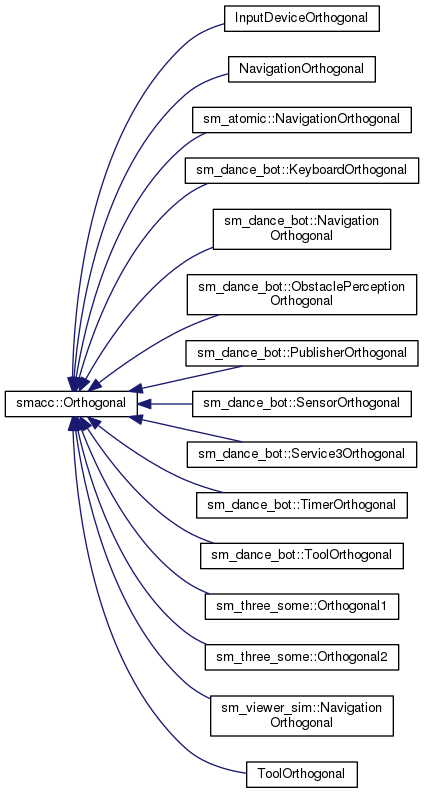 InputDeviceOrthogonal
NavigationOrthogonal
sm_atomic::NavigationOrthogonal
sm_dance_bot::KeyboardOrthogonal
sm_dance_bot::Navigation
Orthogonal
sm_dance_bot::ObstaclePerception
Orthogonal
sm_dance_bot::PublisherOrthogonal
smacc::Orthogonal
sm_dance_bot::SensorOrthogonal
sm_dance_bot::Service3Orthogonal
sm_dance_bot::TimerOrthogonal
sm_dance_bot::ToolOrthogonal
sm_three_some::Orthogonal1
sm_three_some::Orthogonal2
sm_viewer_sim::Navigation
Orthogonal
ToolOrthogonal